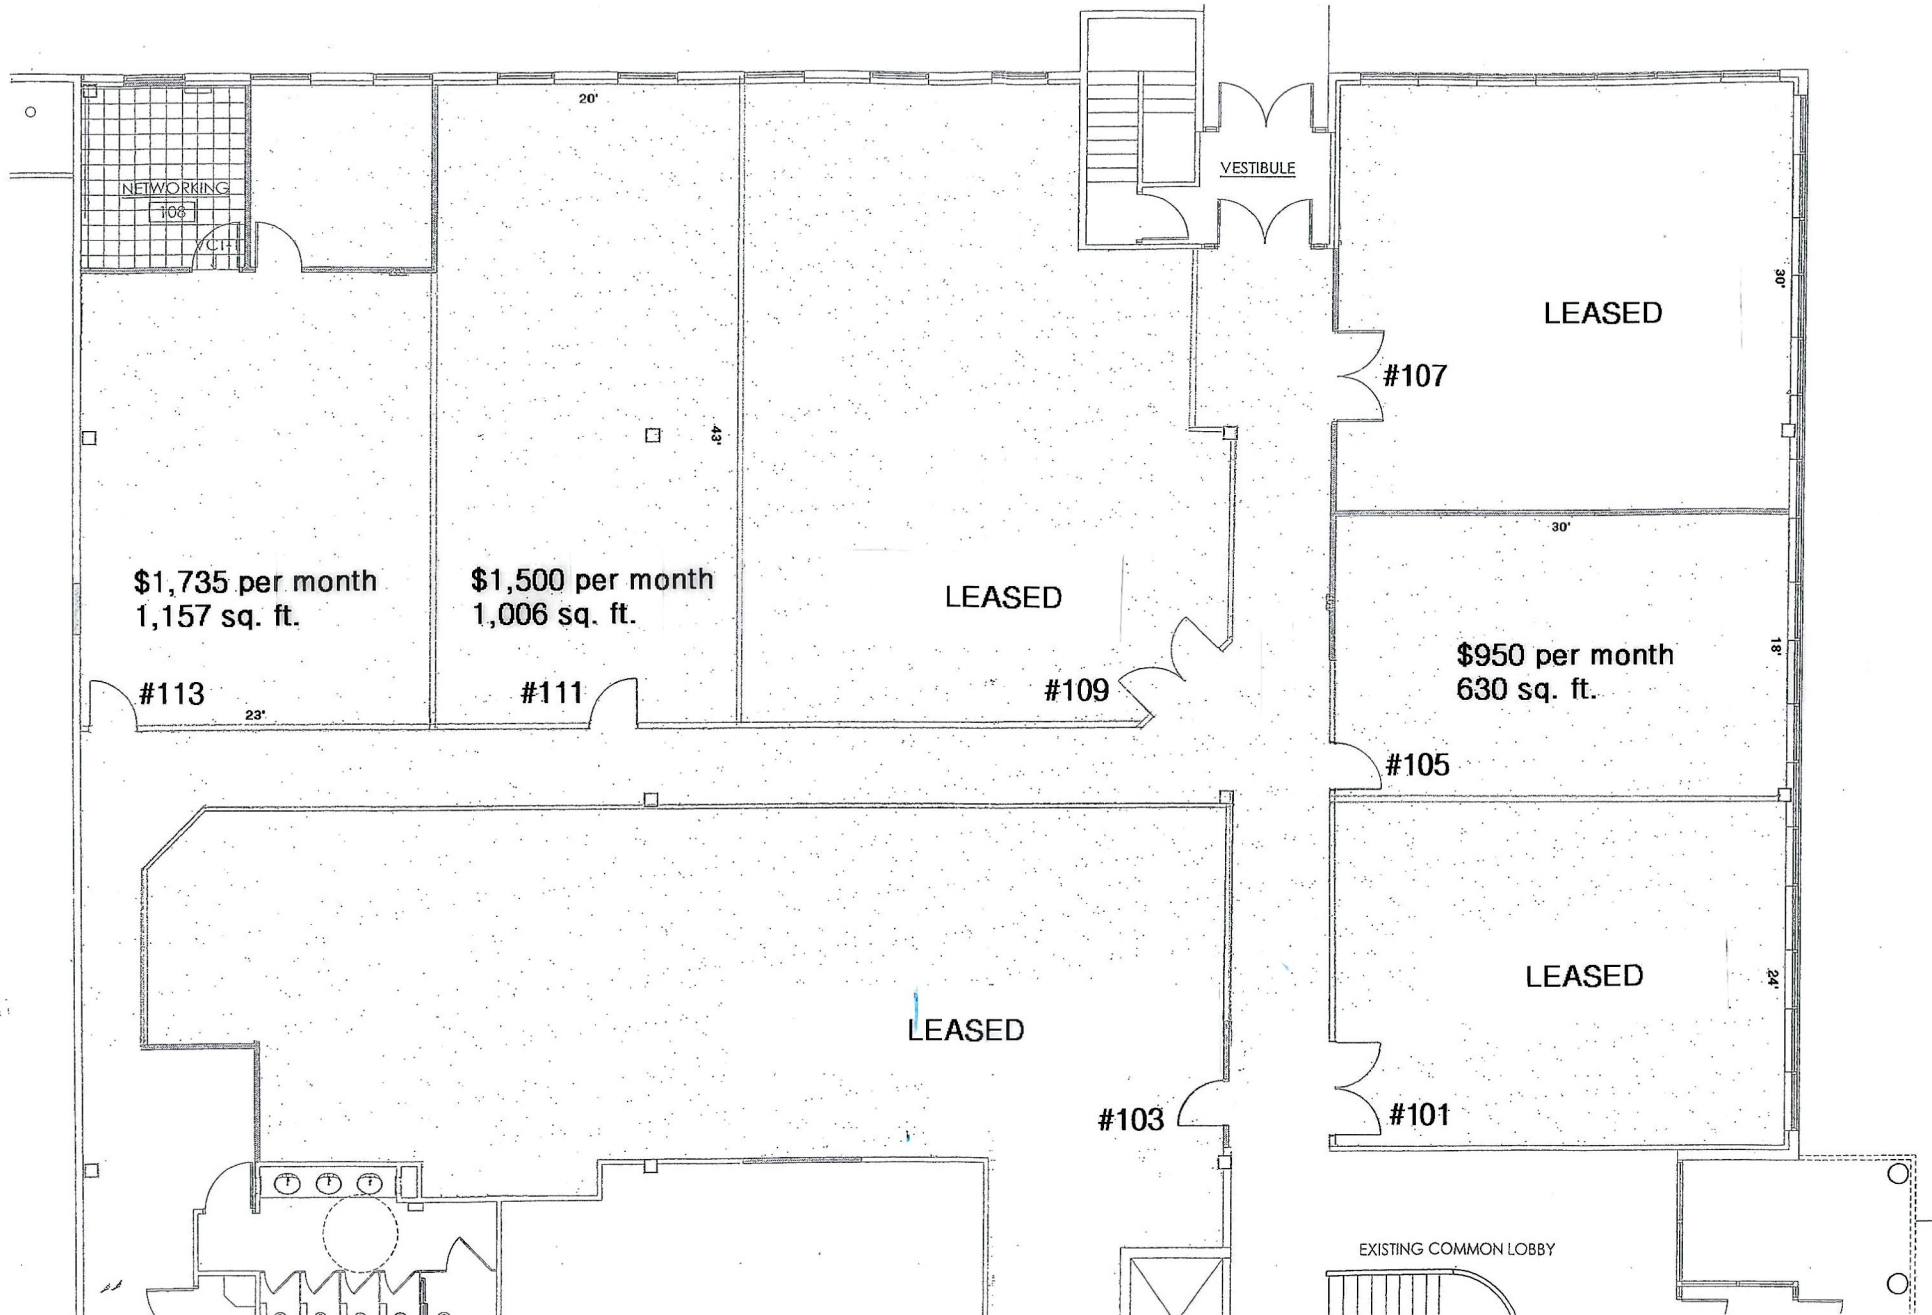 20'
VESTIBULE
NETWORKING
108
VCT-1
30'
LEASED
#107
43'
30'
$1,735 per month
1,157 sq. ft.
$1,500 per month
1,006 sq. ft.
LEASED
$950 per month
630 sq. ft.
18'
#113
23'
#111
#109
#105
LEASED
24'
LEASED
#103
#101
EXISTING COMMON LOBBY